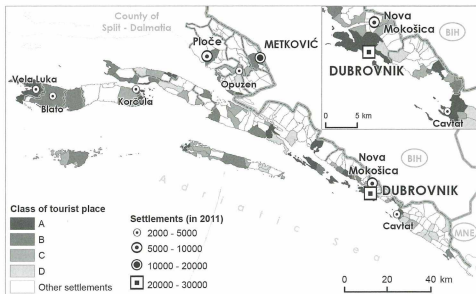 County of
Split - Dalmatia
Ploče
METKOVIĆ
Opuzen
Vela Luka
Blato
Korčula
Nova
Mokošica
BIH
DUBROVNIK
Cavtat
0 5 km
BIH
Nova
Mokošica
DUBROVNIK
Cavtat
MNE
Adriatic Sea
Class of tourist place
A
B
C
D
Other settlements
Settlements (in 2011)
2000 - 5000
5000 - 10000
10000 - 20000
20000 - 30000
0 20 40 km